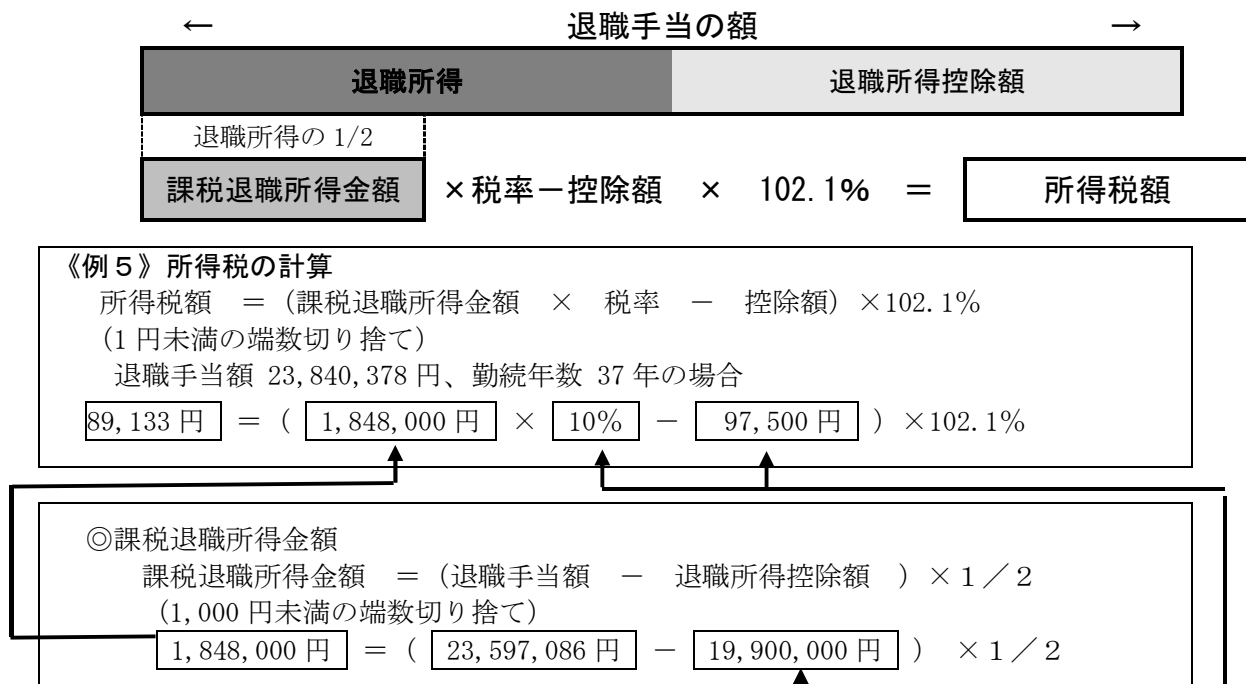 ← 退職手当の額 →
退職所得 退職所得控除額
退職所得の 1/2
課税退職所得金額 ×税率－控除額 × 102.1% ＝ 所得税額
《例５》所得税の計算
所得税額 ＝（課税退職所得金額 × 税率 － 控除額）×102.1%
(1 円未満の端数切り捨て)
退職手当額 23,840,378 円、勤続年数 37 年の場合
89,133 円 ＝（ 1,848,000 円 × 10% － 97,500 円 ）×102.1%
◎課税退職所得金額
課税退職所得金額 ＝（退職手当額 － 退職所得控除額 ）×１／２
(1,000 円未満の端数切り捨て)
1,848,000 円 ＝（ 23,597,086 円 － 19,900,000 円 ） ×１／２